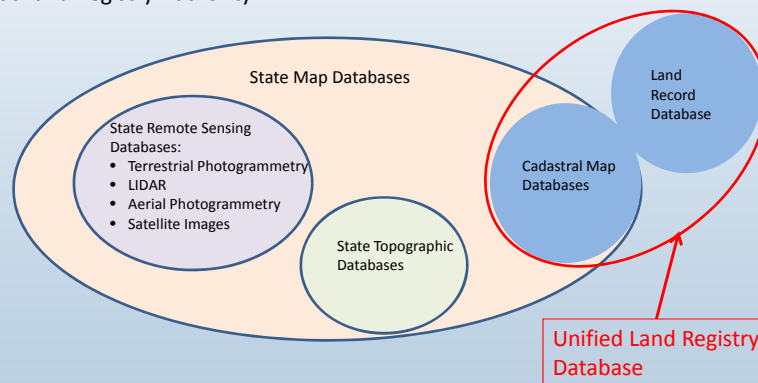 State Map Databases
Land
Record
Database
State Remote Sensing
Databases:
• Terrestrial Photogrammetry
• LIDAR
• Aerial Photogrammetry
• Satellite Images
Cadastral Map
Databases
State Topographic
Databases
Unified Land Registry
Database